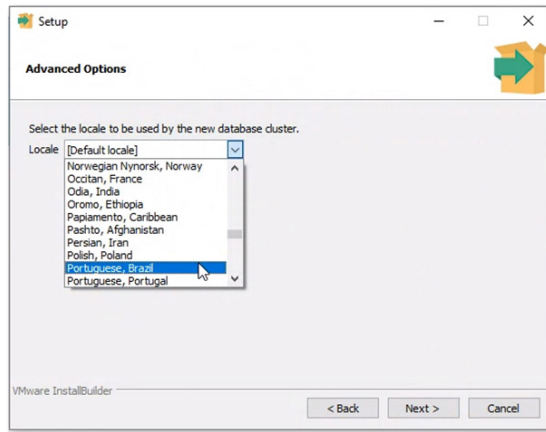 Setup
Advanced Options
Select the locale to be used by the new database cluster.
Locale [Default locale]
Norwegian Nynorsk, Norway
Occitan, France
Odia, India
Oromo, Ethiopia
Papiamento, Caribbean
Pashto, Afghanistan
Persian, Iran
Polish, Poland
Portuguese, Brazil
Portuguese, Portugal
VMware InstallBuilder
< Back Next > Cancel